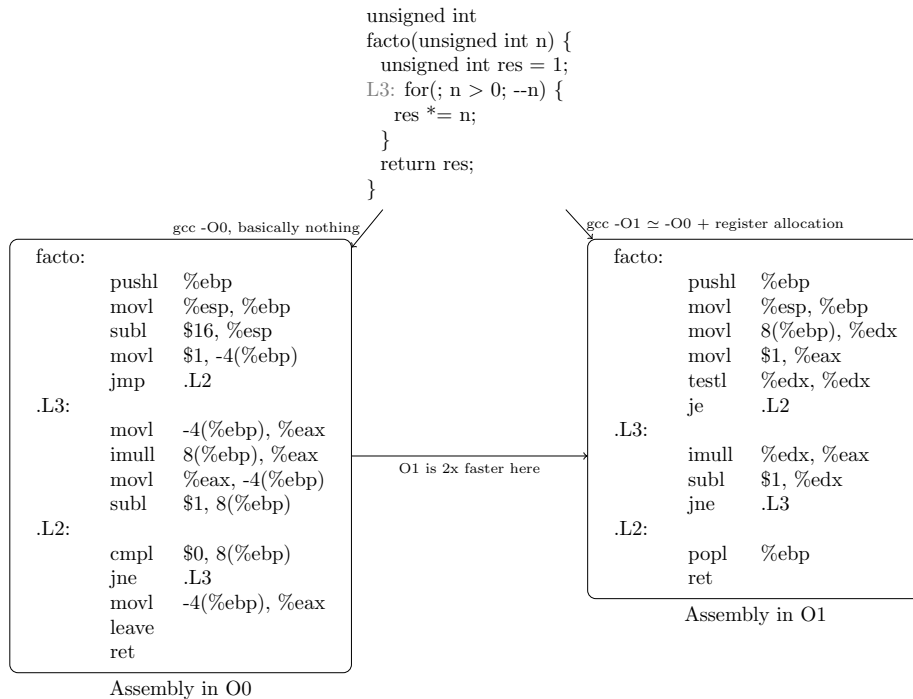 unsigned int
facto(unsigned int n) {
unsigned int res = 1;
L3: for(; n > 0; --n) {
res *= n;
}
return res;
}
gcc -O0, basically nothing
gcc -O1 ≃ -O0 + register allocation
facto:
pushl %ebp
movl %esp, %ebp
subl $16, %esp
movl $1, -4(%ebp)
jmp .L2
.L3:
movl -4(%ebp), %eax
imull 8(%ebp), %eax
movl %eax, -4(%ebp)
subl $1, 8(%ebp)
.L2:
cmpl $0, 8(%ebp)
jne .L3
movl -4(%ebp), %eax
leave
ret
Assembly in O0
O1 is 2x faster here
facto:
pushl %ebp
movl %esp, %ebp
movl 8(%ebp), %edx
movl $1, %eax
testl %edx, %edx
je .L2
.L3:
imull %edx, %eax
subl $1, %edx
jne .L3
.L2:
popl %ebp
ret
Assembly in O1